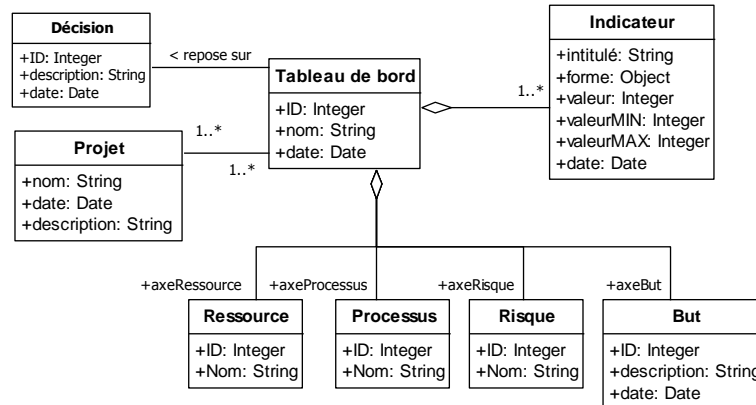 Décision
+ID: Integer
+description: String
+date: Date
< repose sur
Tableau de bord
+ID: Integer
+nom: String
+date: Date
Indicateur
+intitulé: String
+forme: Object
+valeur: Integer
+valeurMIN: Integer
+valeurMAX: Integer
+date: Date
1..*
Projet
+nom: String
+date: Date
+description: String
1..*
1..*
+axeRessource
+axeProcessus
+axeRisque
+axeBut
Ressource
+ID: Integer
+Nom: String
Processus
+ID: Integer
+Nom: String
Risque
+ID: Integer
+Nom: String
But
+ID: Integer
+description: String
+date: Date